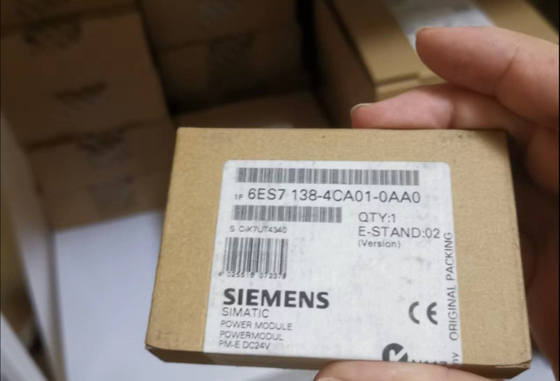 1P 6ES7 138-4CA01-0AA0
QTY:1
E-STAND:02
(Version)
S C-K7UT4340
SIEMENS
SIMATIC
POWER MODULE
POWERMODUL
PM-E DC24V
CE
ORIGINAL PACKING